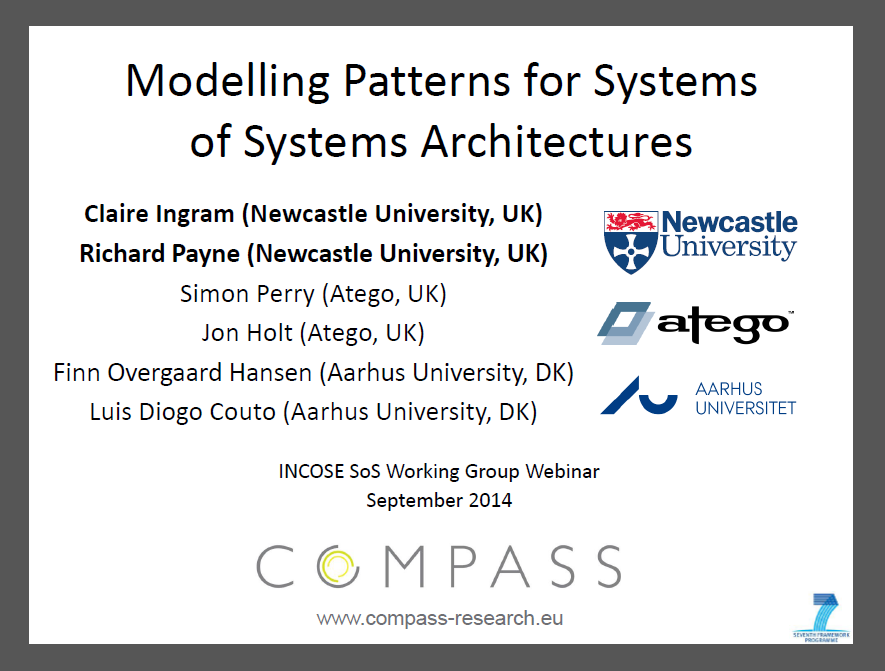 Modelling Patterns for Systems
of Systems Architectures
Claire Ingram (Newcastle University, UK)
Richard Payne (Newcastle University, UK)
Simon Perry (Atego, UK)
Jon Holt (Atego, UK)
Finn Overgaard Hansen (Aarhus University, DK)
Luis Diogo Couto (Aarhus University, DK)
Newcastle
University
atego™
AARHUS
UNIVERSITET
INCOSE SoS Working Group Webinar
September 2014
COMPASS
www.compass-research.eu
7
SEVENTH FRAMEWORK
PROGRAMME